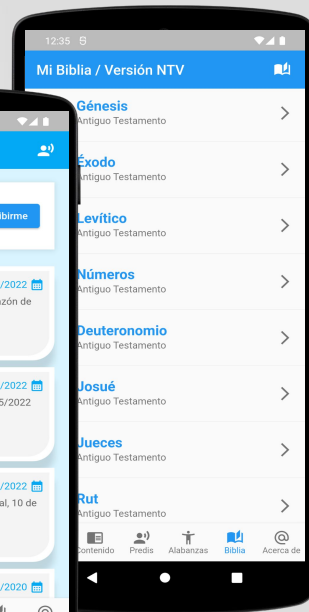 12:35
Mi Biblia / Versión NTV
Génesis
Antiguo Testamento
Éxodo
Antiguo Testamento
Levítico
Antiguo Testamento
Números
Antiguo Testamento
Deuteronomio
Antiguo Testamento
Josué
Antiguo Testamento
Jueces
Antiguo Testamento
Rut
Antiguo Testamento
Contenido Predis Alabanzas Biblia Acerca de
/2022
zón de
/2022
5/2022
/2022
al, 10 de
/2020